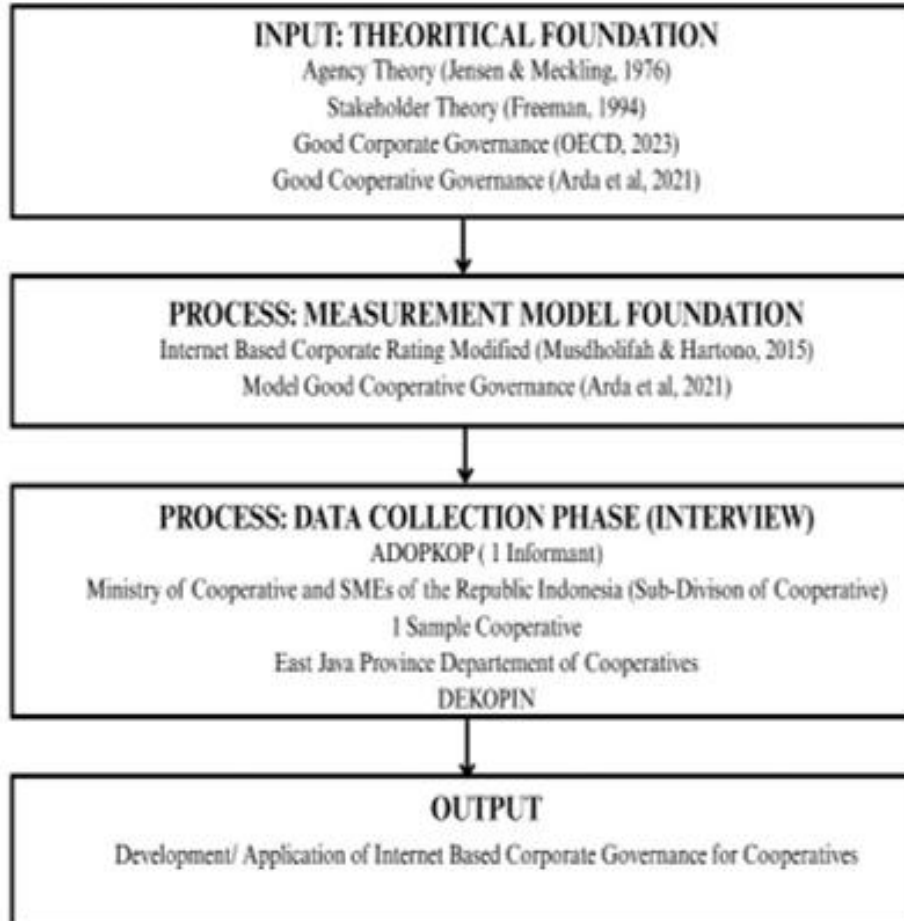 INPUT: THEORITICAL FOUNDATION
Agency Theory (Jensen & Meckling, 1976)
Stakeholder Theory (Freeman, 1994)
Good Corporate Governance (OECD, 2023)
Good Cooperative Governance (Arda et al, 2021)
PROCESS: MEASUREMENT MODEL FOUNDATION
Internet Based Corporate Rating Modified (Musdholifah & Hartono, 2015)
Model Good Cooperative Governance (Arda et al, 2021)
PROCESS: DATA COLLECTION PHASE (INTERVIEW)
ADOPKOP ( 1 Informant)
Ministry of Cooperative and SMEs of the Republic Indonesia (Sub-Divison of Cooperative)
1 Sample Cooperative
East Java Province Departement of Cooperatives
DEKOPIN
OUTPUT
Development/ Application of Internet Based Corporate Governance for Cooperatives